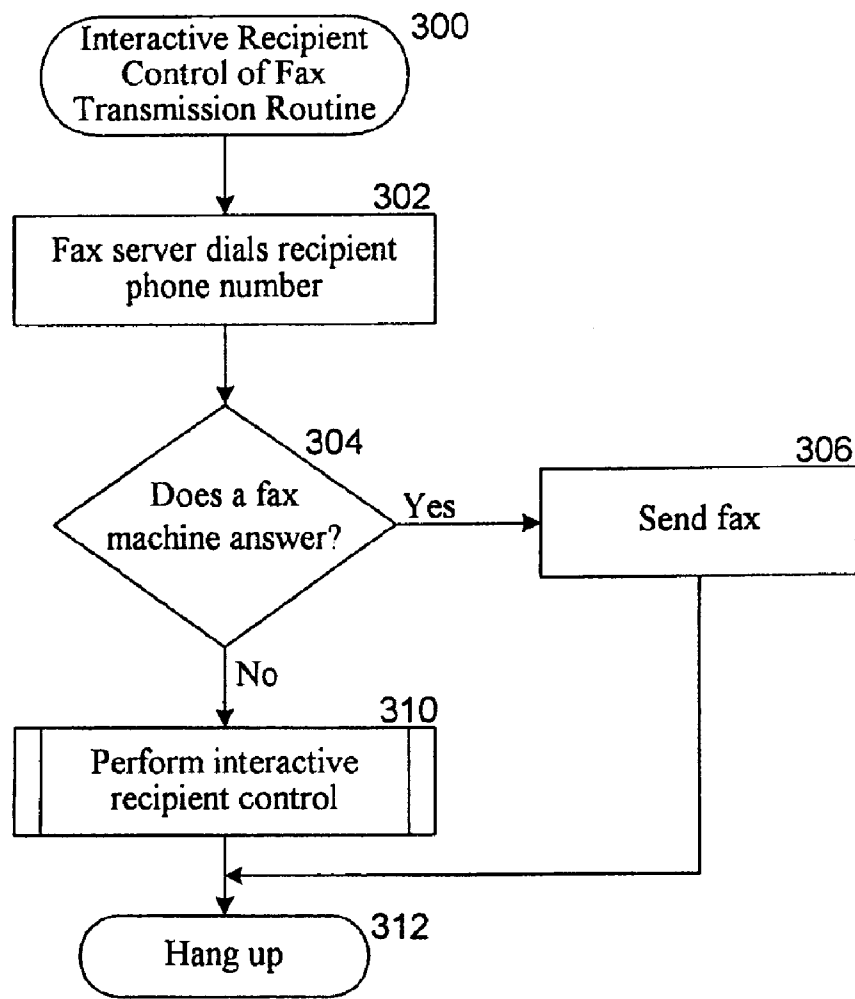 Interactive Recipient
Control of Fax
Transmission Routine
300
302
Fax server dials recipient
phone number
304
Does a fax
machine answer?
Yes
306
Send fax
No
310
Perform interactive
recipient control
312
Hang up